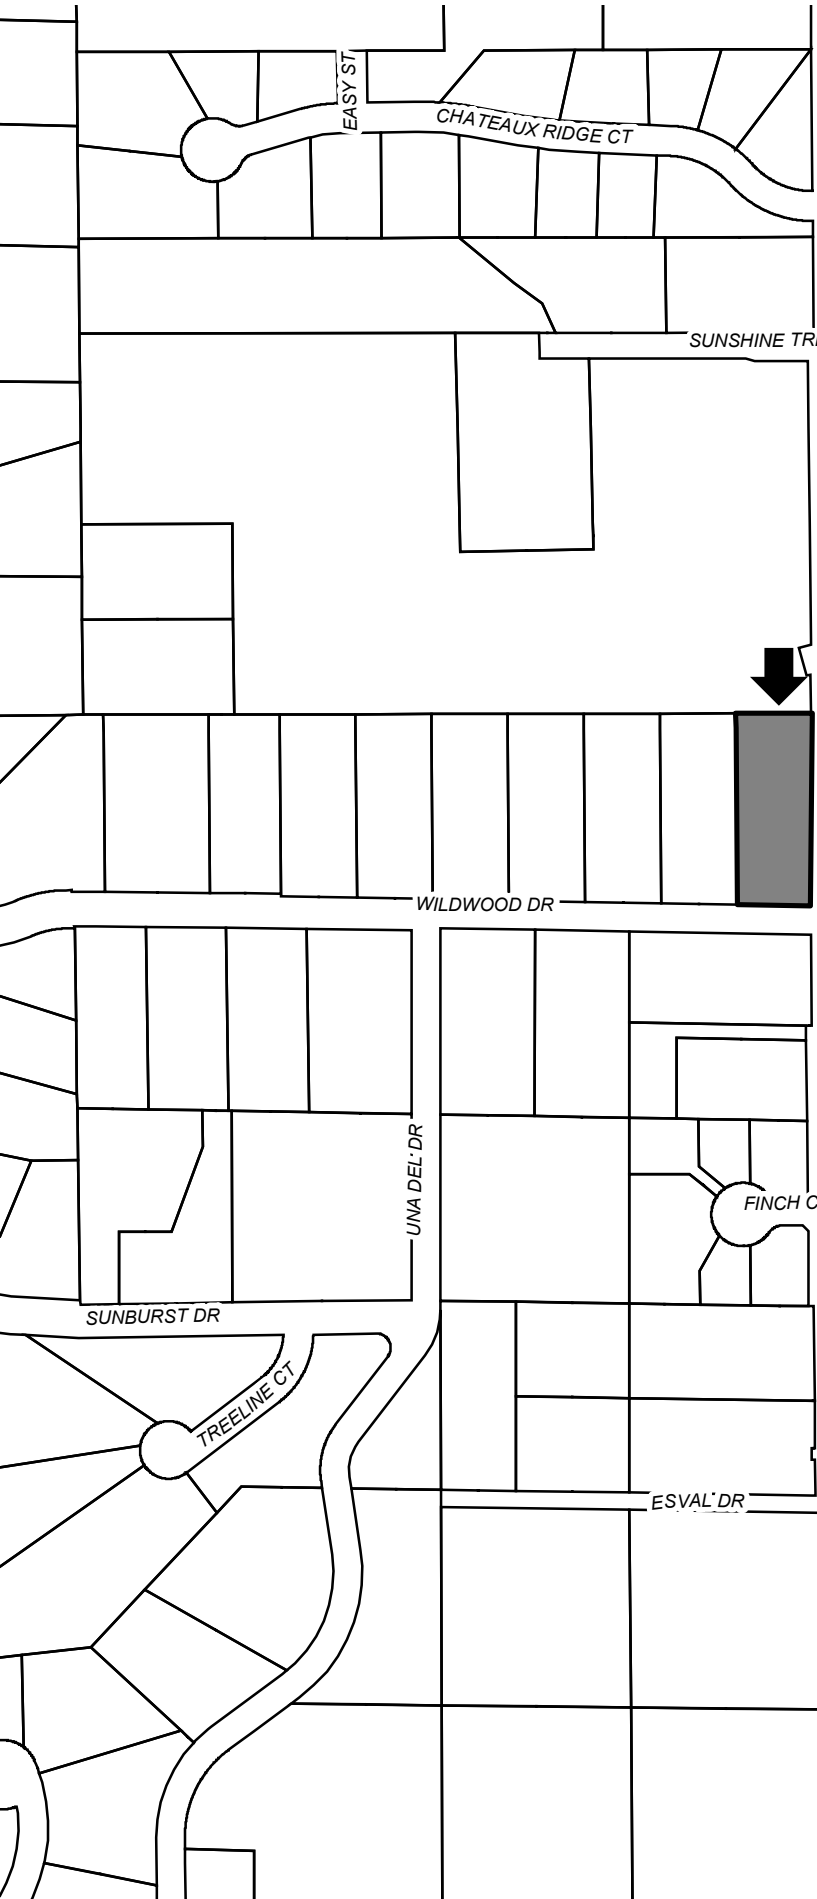 EASY ST
CHATEAUX RIDGE CT
SUNSHINE TR
WILDWOOD DR
UNA DEL DR
FINCH C
SUNBURST DR
TREELINE CT
ESVAL DR